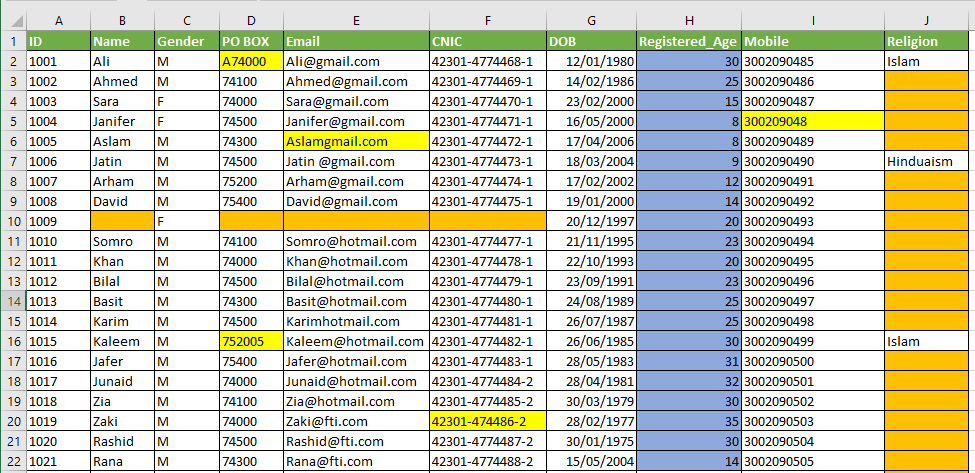 A B C D E F G H I J
1 ID Name Gender PO BOX Email CNIC DOB Registered_Age Mobile Religion
2 1001 Ali M A74000 Ali@gmail.com 42301-4774468-1 12/01/1980 30 3002090485 Islam
3 1002 Ahmed M 74100 Ahmed@gmail.com 42301-4774469-1 14/02/1986 25 3002090486
4 1003 Sara F 74000 Sara@gmail.com 42301-4774470-1 23/02/2000 15 3002090487
5 1004 Janifer F 74500 Janifer@gmail.com 42301-4774471-1 16/05/2000 8 300209048
6 1005 Aslam M 74300 Aslamgmail.com 42301-4774472-1 17/04/2006 8 3002090489
7 1006 Jatin M 74500 Jatin @gmail.com 42301-4774473-1 18/03/2004 9 3002090490 Hinduaism
8 1007 Arham M 75200 Arham@gmail.com 42301-4774474-1 17/02/2002 12 3002090491
9 1008 David M 75400 David@gmail.com 42301-4774475-1 19/01/2000 14 3002090492
10 1009 F 20/12/1997 20 3002090493
11 1010 Somro M 74100 Somro@hotmail.com 42301-4774477-1 21/11/1995 23 3002090494
12 1011 Khan M 74000 Khan@hotmail.com 42301-4774478-1 22/10/1993 20 3002090495
13 1012 Bilal M 74500 Bilal@hotmail.com 42301-4774479-1 23/09/1991 23 3002090496
14 1013 Basit M 74300 Basit@hotmail.com 42301-4774480-1 24/08/1989 25 3002090497
15 1014 Karim M 74500 Karimhotmail.com 42301-4774481-1 26/07/1987 25 3002090498
16 1015 Kaleem M 752005 Kaleem@hotmail.com 42301-4774482-1 26/06/1985 30 3002090499 Islam
17 1016 Jafer M 75400 Jafer@hotmail.com 42301-4774483-1 28/05/1983 31 3002090500
18 1017 Junaid M 74000 Junaid@hotmail.com 42301-4774484-2 28/04/1981 32 3002090501
19 1018 Zia M 74100 Zia@hotmail.com 42301-4774485-2 30/03/1979 30 3002090502
20 1019 Zaki M 74000 Zaki@fti.com 42301-474486-2 28/02/1977 35 3002090503
21 1020 Rashid M 74500 Rashid@fti.com 42301-4774487-2 30/01/1975 30 3002090504
22 1021 Rana M 74300 Rana@fti.com 42301-4774488-2 15/05/2004 14 3002090505